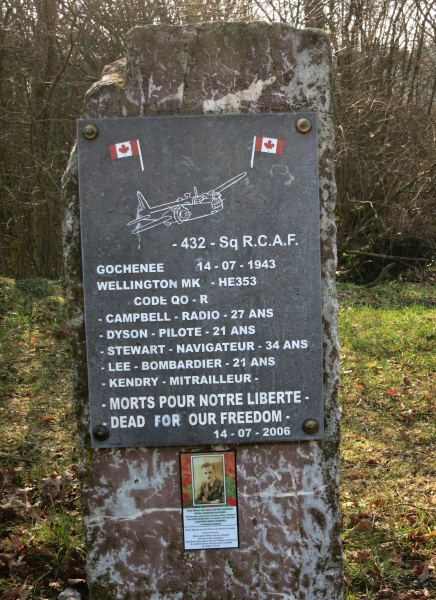 - 432 - Sq R.C.A.F.
GOCHENEE 14 - 07 - 1943
WELLINGTON MK - HE353
CODE QO - R
- CAMPBELL - RADIO - 27 ANS
- DYSON - PILOTE - 21 ANS
- STEWART - NAVIGATEUR - 34 ANS
- LEE - BOMBARDIER - 21 ANS
- KENDRY - MITRAILLEUR -
- MORTS POUR NOTRE LIBERTE -
- DEAD FOR OUR FREEDOM -
14 - 07 - 2006